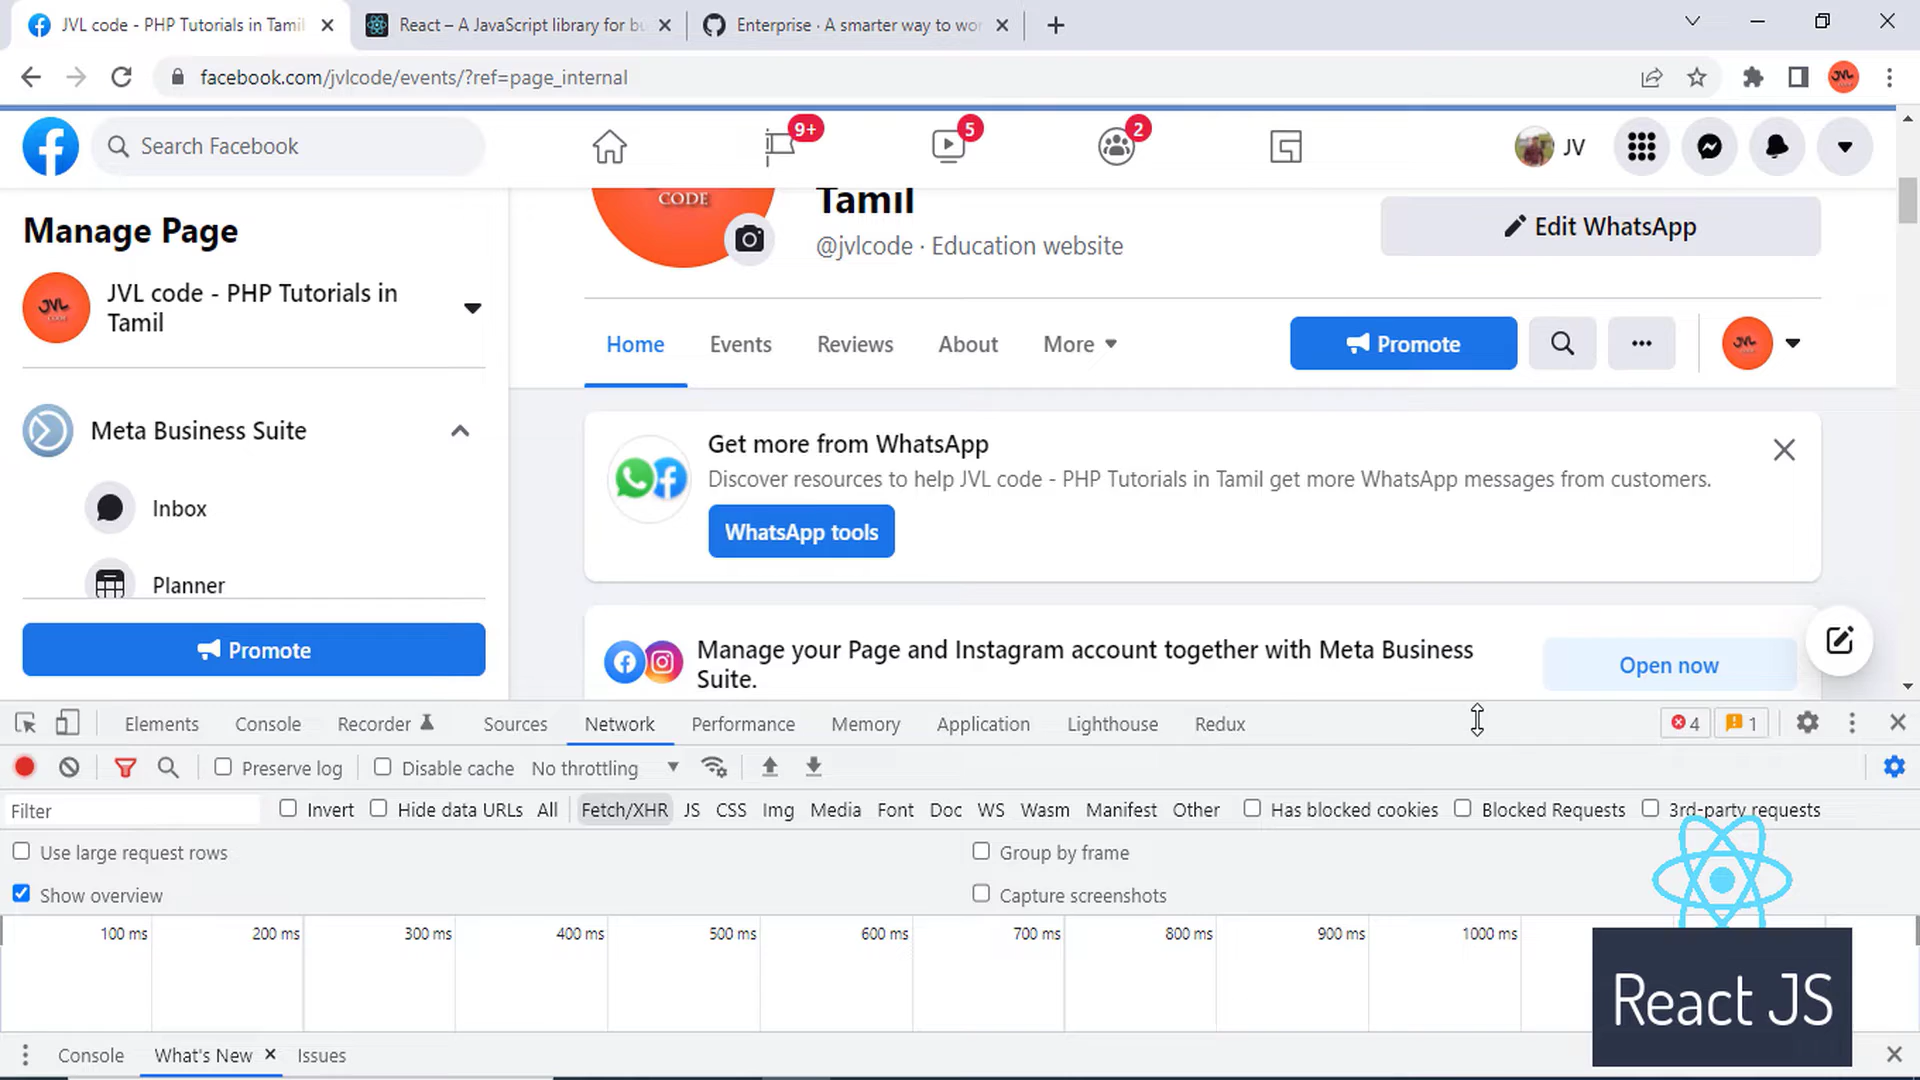 JVL code - PHP Tutorials in Tamil
React – A JavaScript library for bu
Enterprise · A smarter way to wor
facebook.com/jvlcode/events/?ref=page_internal
Search Facebook
9+
5
2
JV
Manage Page
JVL code - PHP Tutorials in
Tamil
Meta Business Suite
Inbox
Planner
Promote
CODE
Tamil
@jvlcode · Education website
Edit WhatsApp
Home Events Reviews About More
Promote
Get more from WhatsApp
Discover resources to help JVL code - PHP Tutorials in Tamil get more WhatsApp messages from customers.
WhatsApp tools
Manage your Page and Instagram account together with Meta Business
Suite.
Open now
Elements Console Recorder Sources Network Performance Memory Application Lighthouse Redux 4 1
Preserve log Disable cache No throttling
Filter Invert Hide data URLs All Fetch/XHR JS CSS Img Media Font Doc WS Wasm Manifest Other Has blocked cookies Blocked Requests 3rd-party requests
Use large request rows Group by frame
Show overview Capture screenshots
100 ms 200 ms 300 ms 400 ms 500 ms 600 ms 700 ms 800 ms 900 ms 1000 ms
React JS
Console What's New Issues